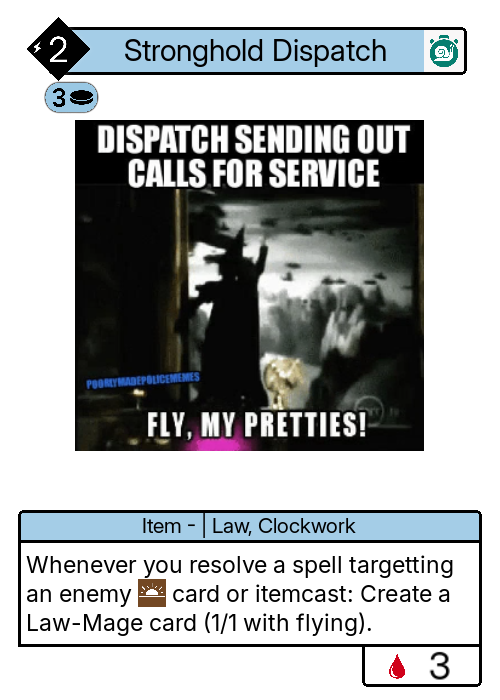 2
Stronghold Dispatch
3
DISPATCH SENDING OUT
CALLS FOR SERVICE
POORLYMADEPOLICEMEMES
FLY, MY PRETTIES!
Item - | Law, Clockwork
Whenever you resolve a spell targetting
an enemy card or itemcast: Create a
Law-Mage card (1/1 with flying).
3